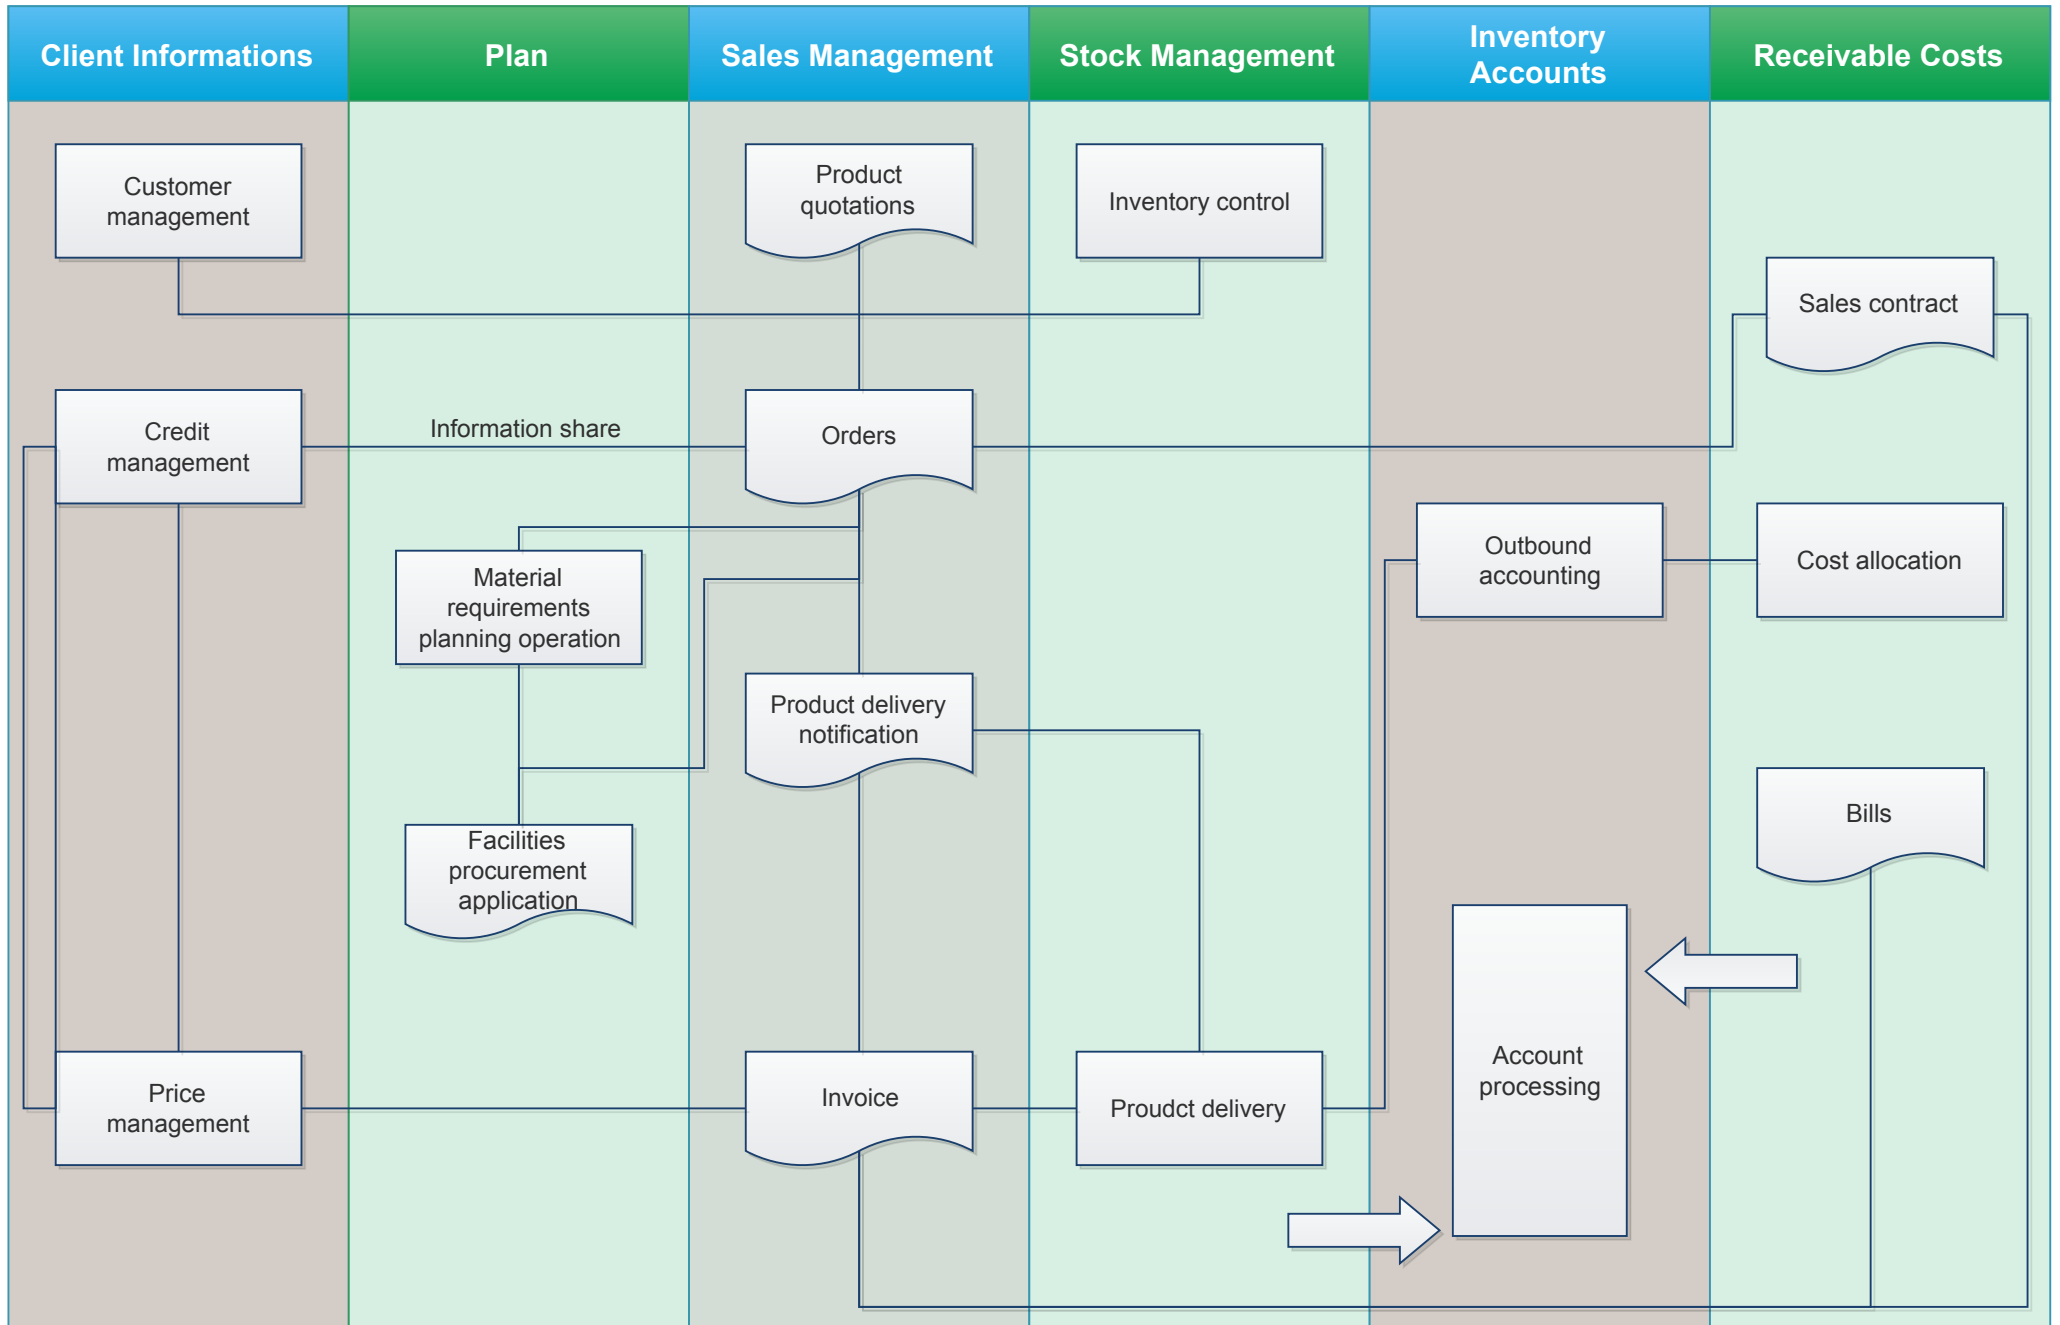 Client Informations
Plan
Sales Management
Stock Management
Inventory
Accounts
Receivable Costs
Customer
management
Product
quotations
Inventory control
Sales contract
Credit
management
Information share
Orders
Outbound
accounting
Cost allocation
Material
requirements
planning operation
Product delivery
notification
Bills
Facilities
procurement
application
Account
processing
Price
management
Invoice
Proudct delivery